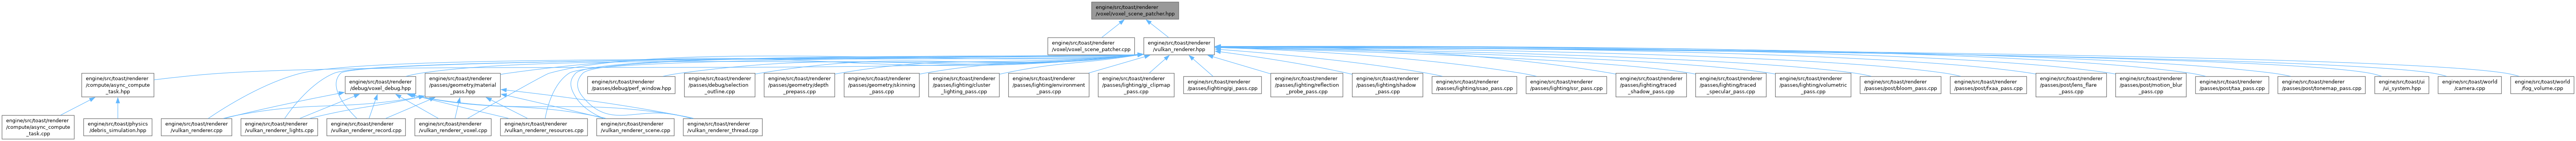 engine/src/toast/renderer
/voxel/voxel_scene_patcher.hpp
engine/src/toast/renderer
/voxel/voxel_scene_patcher.cpp
engine/src/toast/renderer
/vulkan_renderer.hpp
engine/src/toast/renderer
/compute/async_compute
_task.hpp
engine/src/toast/renderer
/debug/voxel_debug.hpp
engine/src/toast/renderer
/passes/geometry/material
_pass.hpp
engine/src/toast/renderer
/passes/debug/perf_window.hpp
engine/src/toast/renderer
/passes/debug/selection
_outline.cpp
engine/src/toast/renderer
/passes/geometry/depth
_prepass.cpp
engine/src/toast/renderer
/passes/geometry/skinning
_pass.cpp
engine/src/toast/renderer
/passes/lighting/cluster
_lighting_pass.cpp
engine/src/toast/renderer
/passes/lighting/environment
_pass.cpp
engine/src/toast/renderer
/passes/lighting/gi_clipmap
_pass.cpp
engine/src/toast/renderer
/passes/lighting/gi_pass.cpp
engine/src/toast/renderer
/passes/lighting/reflection
_probe_pass.cpp
engine/src/toast/renderer
/passes/lighting/shadow
_pass.cpp
engine/src/toast/renderer
/passes/lighting/ssao_pass.cpp
engine/src/toast/renderer
/passes/lighting/ssr_pass.cpp
engine/src/toast/renderer
/passes/lighting/traced
_shadow_pass.cpp
engine/src/toast/renderer
/passes/lighting/traced
_specular_pass.cpp
engine/src/toast/renderer
/passes/lighting/volumetric
_pass.cpp
engine/src/toast/renderer
/passes/post/bloom_pass.cpp
engine/src/toast/renderer
/passes/post/fxaa_pass.cpp
engine/src/toast/renderer
/passes/post/lens_flare
_pass.cpp
engine/src/toast/renderer
/passes/post/motion_blur
_pass.cpp
engine/src/toast/renderer
/passes/post/taa_pass.cpp
engine/src/toast/renderer
/passes/post/tonemap_pass.cpp
engine/src/toast/ui
/ui_system.hpp
engine/src/toast/world
/camera.cpp
engine/src/toast/world
/fog_volume.cpp
engine/src/toast/renderer
/compute/async_compute
_task.cpp
engine/src/toast/physics
/debris_simulation.hpp
engine/src/toast/renderer
/vulkan_renderer.cpp
engine/src/toast/renderer
/vulkan_renderer_lights.cpp
engine/src/toast/renderer
/vulkan_renderer_record.cpp
engine/src/toast/renderer
/vulkan_renderer_voxel.cpp
engine/src/toast/renderer
/vulkan_renderer_resources.cpp
engine/src/toast/renderer
/vulkan_renderer_scene.cpp
engine/src/toast/renderer
/vulkan_renderer_thread.cpp